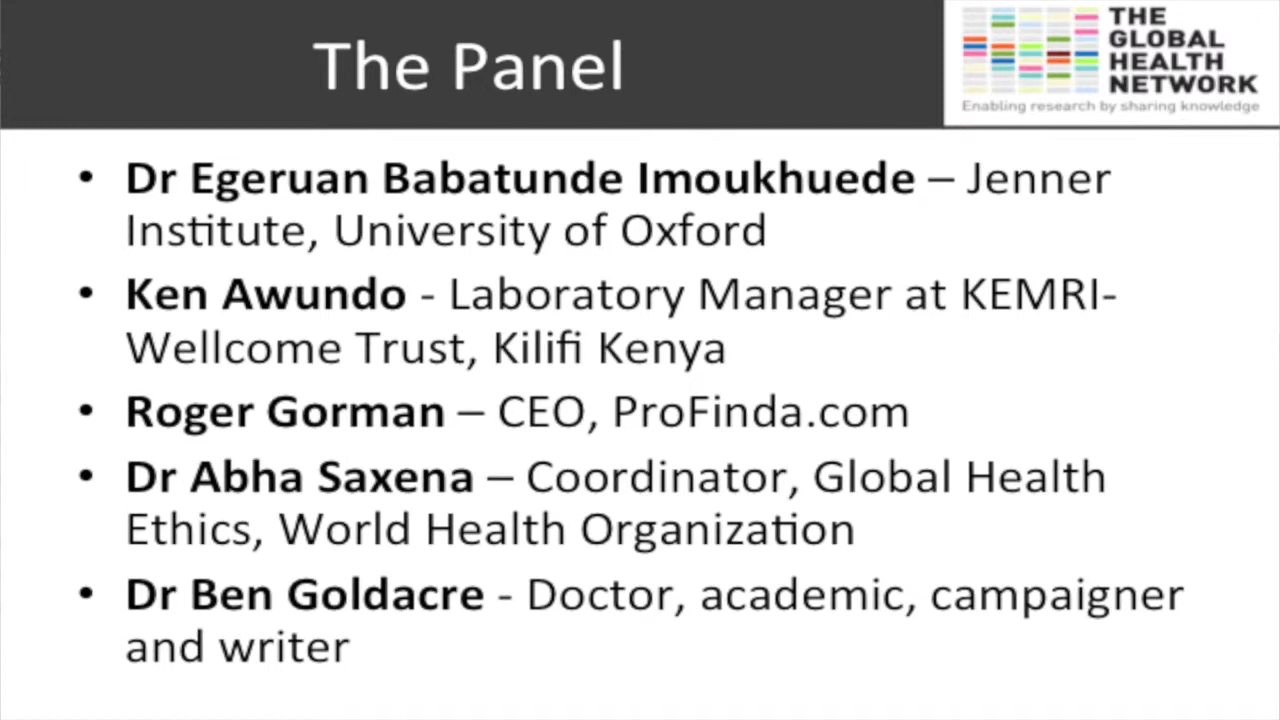 The Panel
THE
GLOBAL
HEALTH
NETWORK
Enabling research by sharing knowledge
• Dr Egeruan Babatunde Imoukhuede – Jenner
Institute, University of Oxford
• Ken Awundo - Laboratory Manager at KEMRI-
Wellcome Trust, Kilifi Kenya
• Roger Gorman – CEO, ProFinda.com
• Dr Abha Saxena – Coordinator, Global Health
Ethics, World Health Organization
• Dr Ben Goldacre - Doctor, academic, campaigner
and writer